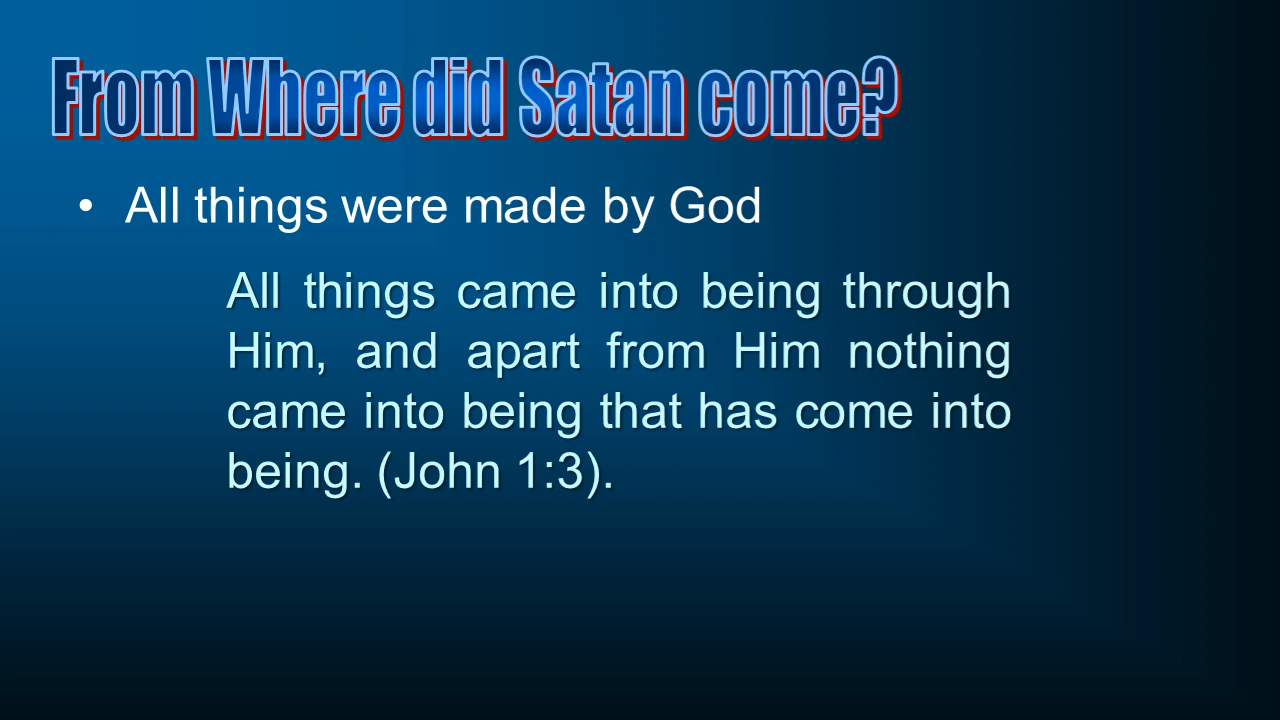 From Where did Satan come?
• All things were made by God
All things came into being through
Him, and apart from Him nothing
came into being that has come into
being. (John 1:3).